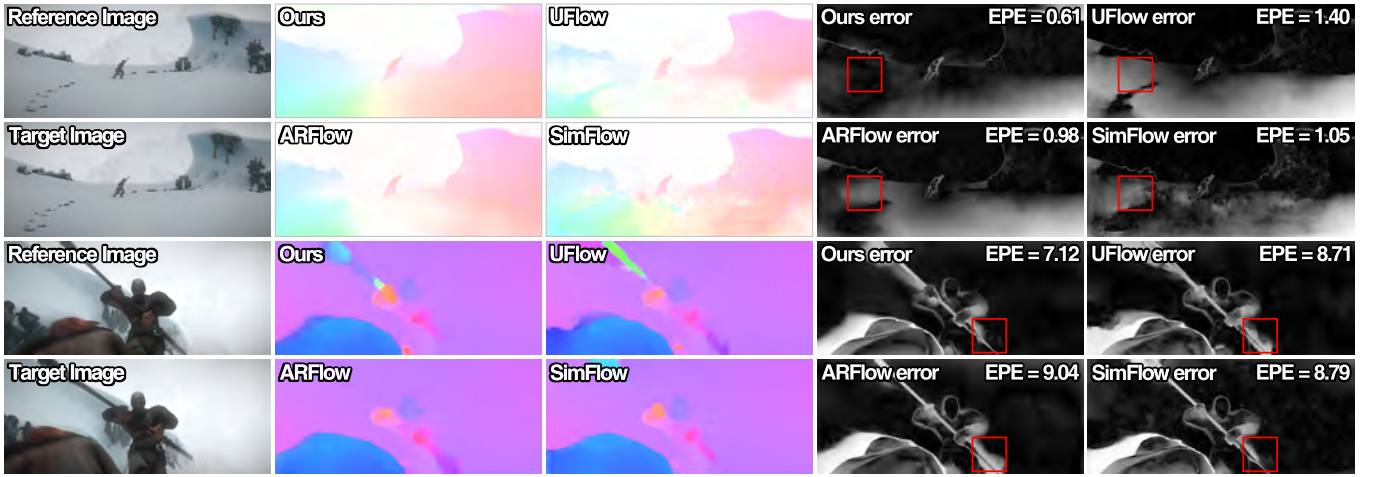 Reference Image Ours UFlow Ours error EPE = 0.61 UFlow error EPE = 1.40
Target Image ARFlow SimFlow ARFlow error EPE = 0.98 SimFlow error EPE = 1.05
Reference Image Ours UFlow Ours error EPE = 7.12 UFlow error EPE = 8.71
Target Image ARFlow SimFlow ARFlow error EPE = 9.04 SimFlow error EPE = 8.79